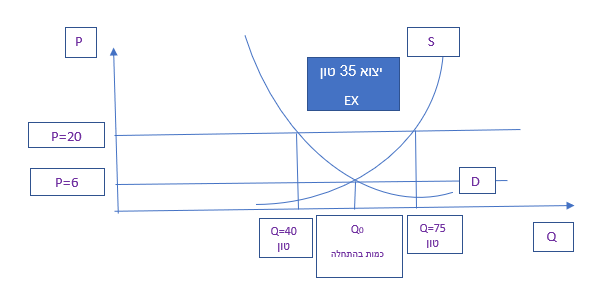 P
S
יצוא 35 טון
EX
P=20
P=6
D
Q=40
טון
Q₀
כמות בהתחלה
Q=75
טון
Q